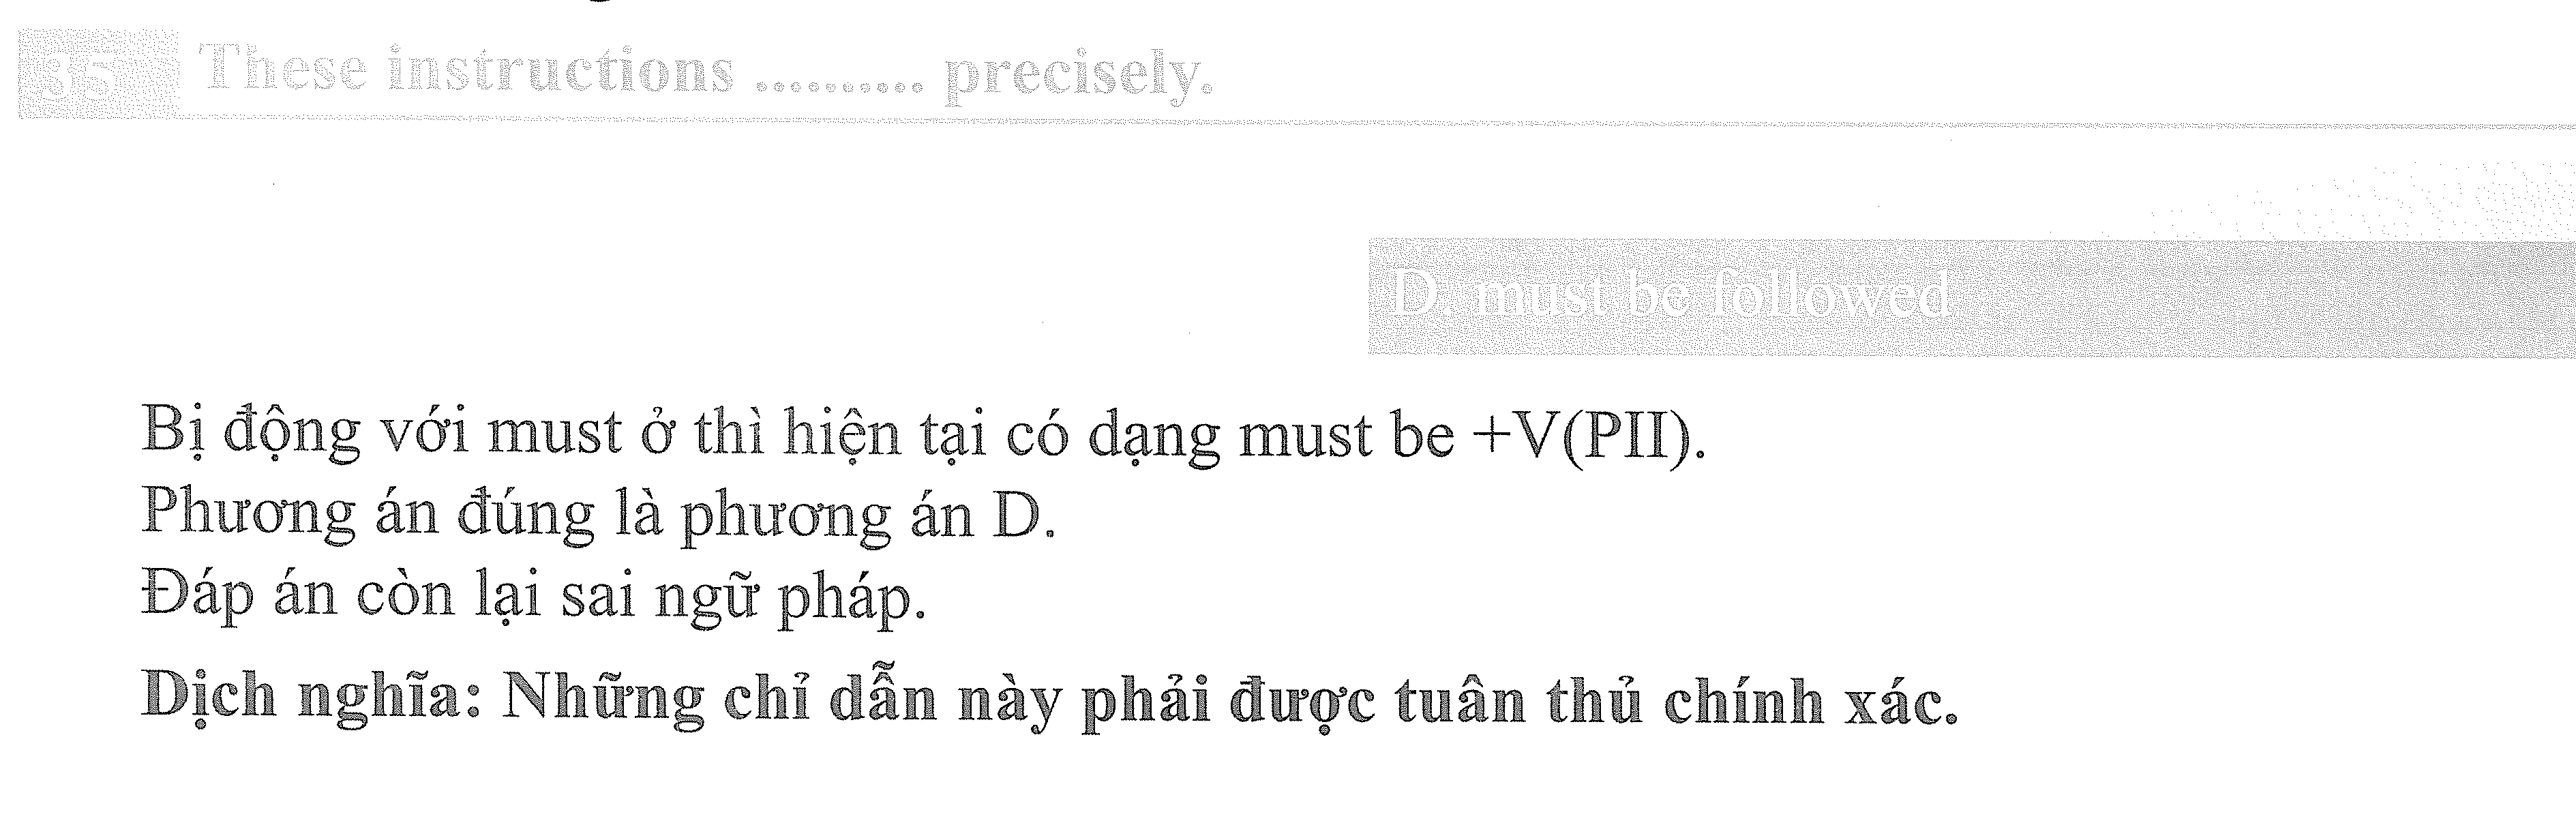 35 These instructions .......... precisely.
D. must be followed
Bị động với must ở thì hiện tại có dạng must be +V(PII).
Phương án đúng là phương án D.
Đáp án còn lại sai ngữ pháp.
Dịch nghĩa: Những chỉ dẫn này phải được tuân thủ chính xác.